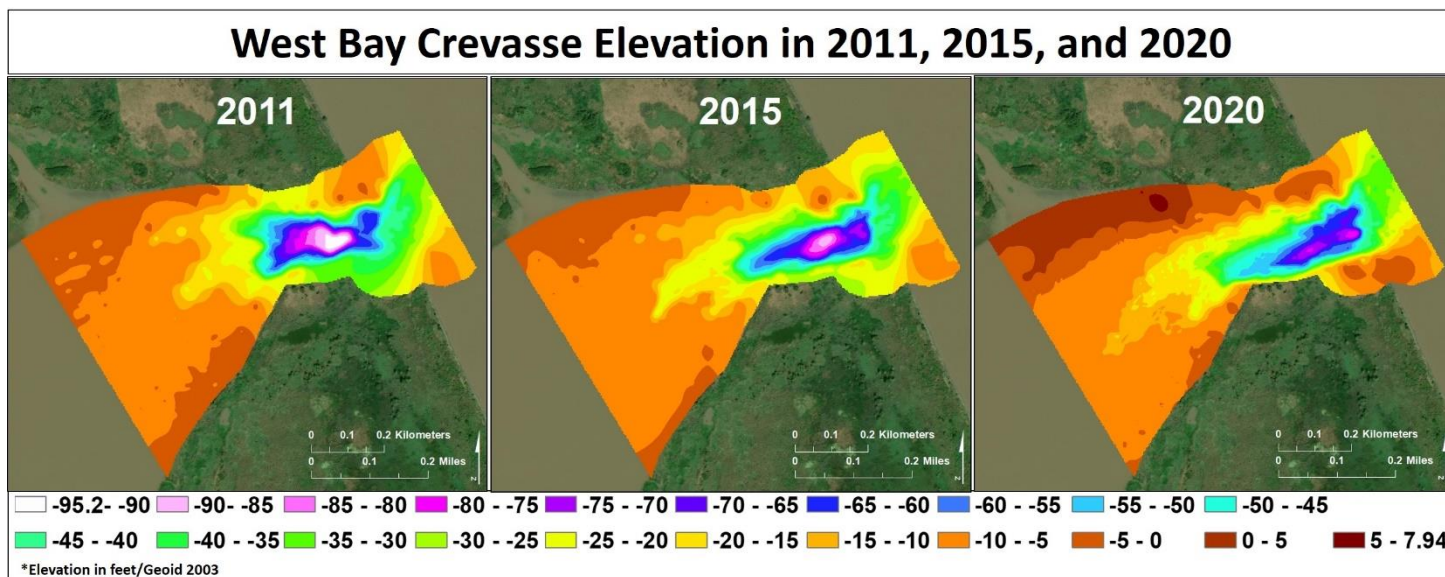 West Bay Crevasse Elevation in 2011, 2015, and 2020
2011
2015
2020
0 0.1 0.2 Kilometers
0 0.1 0.2 Miles
N
0 0.1 0.2 Kilometers
0 0.1 0.2 Miles
N
0 0.1 0.2 Kilometers
0 0.1 0.2 Miles
N
-95.2- -90 -90- -85 -85 - -80 -80 - -75 -75 - -70 -70 - -65 -65 - -60 -60 - -55 -55 - -50 -50 - -45
-45 - -40 -40 - -35 -35 - -30 -30 - -25 -25 - -20 -20 - -15 -15 - -10 -10 - -5 -5 - 0 0 - 5 5 - 7.94
*Elevation in feet/Geoid 2003